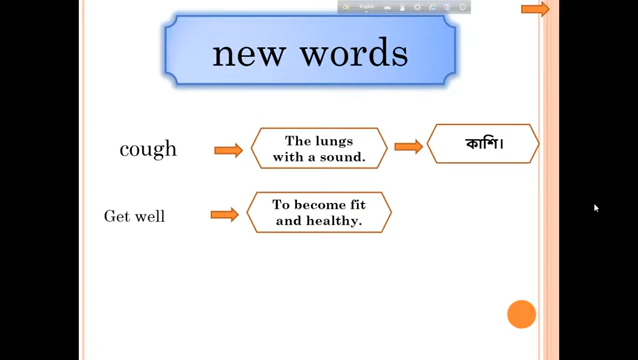 new words
cough
The lungs
with a sound.
কাশি।
Get well
To become fit
and healthy.